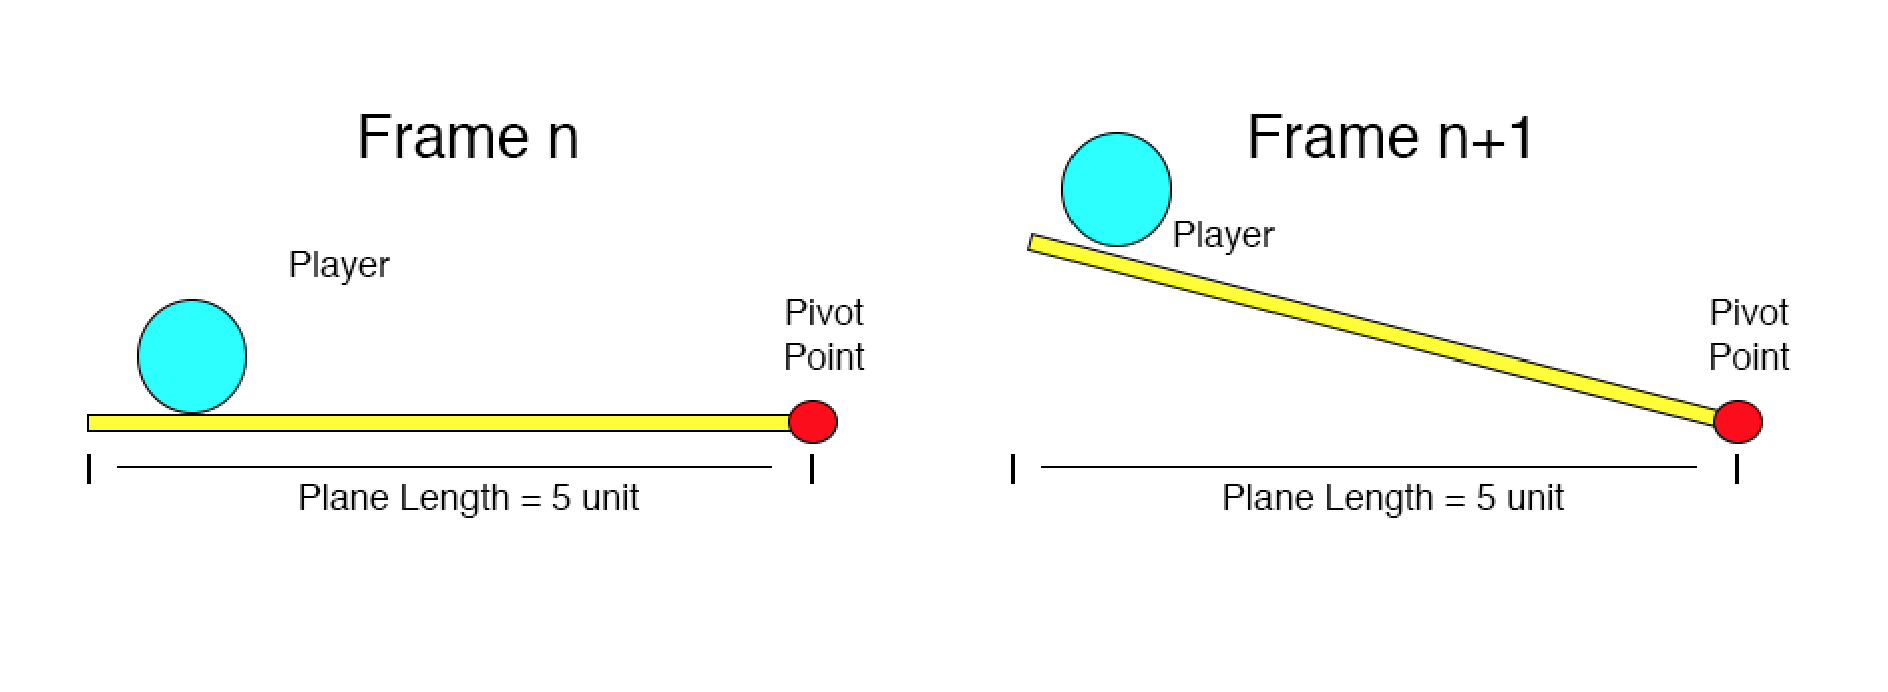 Frame n
Player
Pivot
Point
Plane Length = 5 unit
Frame n+1
Player
Pivot
Point
Plane Length = 5 unit